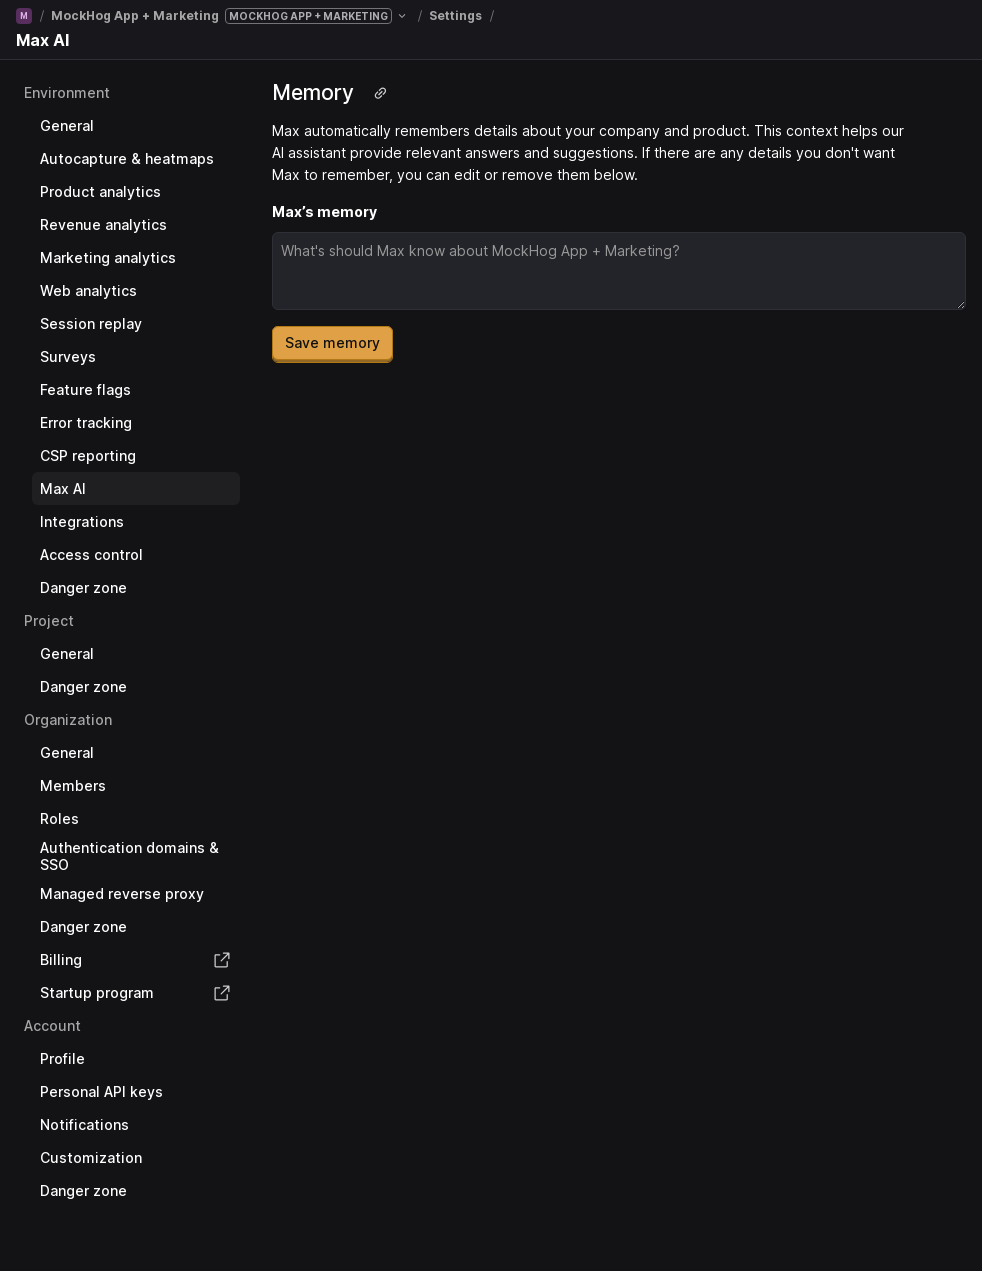 M / MockHog App + Marketing MOCKHOG APP + MARKETING / Settings /
Max AI
Environment
General
Autocapture & heatmaps
Product analytics
Revenue analytics
Marketing analytics
Web analytics
Session replay
Surveys
Feature flags
Error tracking
CSP reporting
Max AI
Integrations
Access control
Danger zone
Project
General
Danger zone
Organization
General
Members
Roles
Authentication domains &
SSO
Managed reverse proxy
Danger zone
Billing
Startup program
Account
Profile
Personal API keys
Notifications
Customization
Danger zone
Memory
Max automatically remembers details about your company and product. This context helps our
AI assistant provide relevant answers and suggestions. If there are any details you don't want
Max to remember, you can edit or remove them below.
Max’s memory
What's should Max know about MockHog App + Marketing?
Save memory